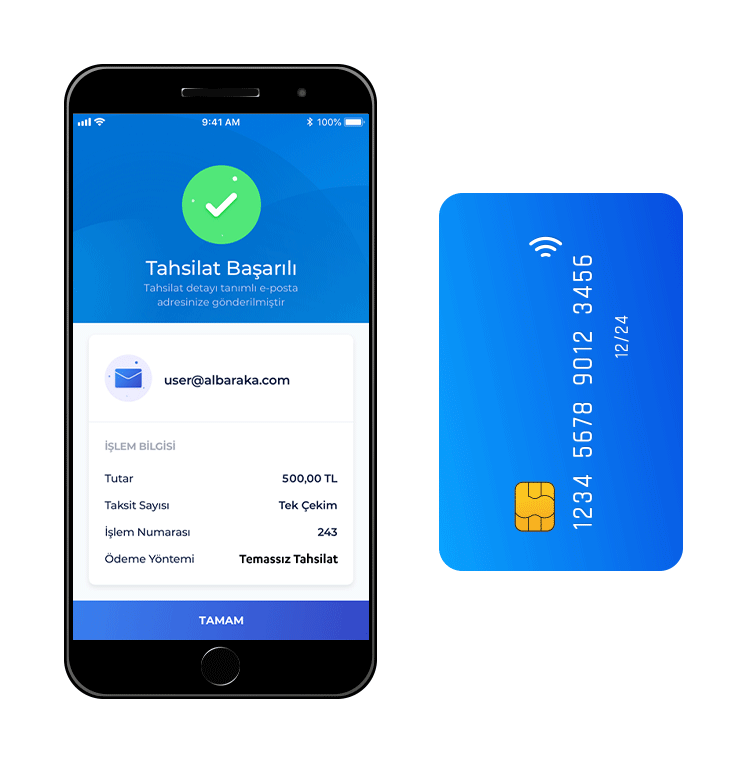 9:41 AM
100%
Tahsilat Başarılı
Tahsilat detayı tanımlı e-posta
adresinize gönderilmiştir
user@albaraka.com
İŞLEM BİLGİSİ
Tutar 500,00 TL
Taksit Sayısı Tek Çekim
İşlem Numarası 243
Ödeme Yöntemi Temassız Tahsilat
TAMAM
1234 5678 9012 3456
12/24